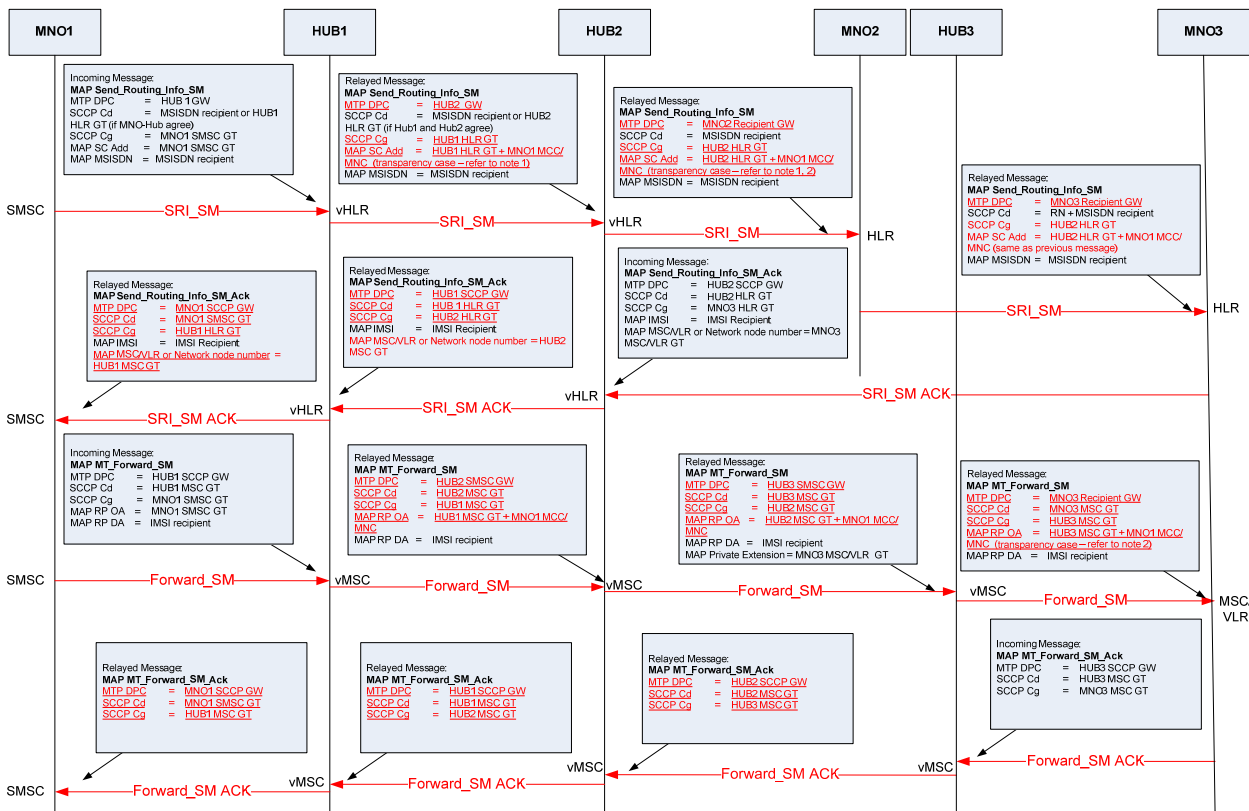 MNO1
HUB1
HUB2
MNO2
HUB3
MNO3
Incoming Message:
MAP Send_Routing_Info_SM
MTP DPC = HUB 1 GW
SCCP Cd = MSISDN recipient or HUB1
HLR GT (if MNO-Hub agree)
SCCP Cg = MNO1 SMSC GT
MAP SC Add = MNO1 SMSC GT
MAP MSISDN = MSISDN recipient
Relayed Message:
MAP Send_Routing_Info_SM
MTP DPC = HUB2 GW
SCCP Cd = MSISDN recipient or HUB2
HLR GT (if Hub1 and Hub2 agree)
SCCP Cg = HUB1 HLR GT
MAP SC Add = HUB1 HLR GT + MNO1 MCC/
MNC (transparency case – refer to note 1)
MAP MSISDN = MSISDN recipient
Relayed Message:
MAP Send_Routing_Info_SM
MTP DPC = MNO2 Recipient GW
SCCP Cd = MSISDN recipient
SCCP Cg = HUB2 HLR GT
MAP SC Add = HUB2 HLR GT + MNO1 MCC/
MNC (transparency case – refer to note 1, 2)
MAP MSISDN = MSISDN recipient
Relayed Message:
MAP Send_Routing_Info_SM
MTP DPC = MNO3 Recipient GW
SCCP Cd = RN + MSISDN recipient
SCCP Cg = HUB2 HLR GT
MAP SC Add = HUB2 HLR GT + MNO1 MCC/
MNC (same as previous message)
MAP MSISDN = MSISDN recipient
SMSC
SRI_SM
vHLR
SRI_SM
vHLR
SRI_SM
HLR
SRI_SM
HLR
Relayed Message:
MAP Send_Routing_Info_SM_Ack
MTP DPC = MNO1 SCCP GW
SCCP Cd = MNO1 SMSC GT
SCCP Cg = HUB1 HLR GT
MAP IMSI = IMSI Recipient
MAP MSC/VLR or Network node number =
HUB1 MSC GT
Relayed Message:
MAP Send_Routing_Info_SM_Ack
MTP DPC = HUB1 SCCP GW
SCCP Cd = HUB1 HLR GT
SCCP Cg = HUB2 HLR GT
MAP IMSI = IMSI Recipient
MAP MSC/VLR or Network node number = HUB2
MSC GT
Incoming Message:
MAP Send_Routing_Info_SM_Ack
MTP DPC = HUB2 SCCP GW
SCCP Cd = HUB2 HLR GT
SCCP Cg = MNO3 HLR GT
MAP IMSI = IMSI Recipient
MAP MSC/VLR or Network node number = MNO3
MSC/VLR GT
SMSC
SRI_SM ACK
vHLR
SRI_SM ACK
vHLR
SRI_SM ACK
Incoming Message:
MAP MT_Forward_SM
MTP DPC = HUB1 SCCP GW
SCCP Cd = HUB1 MSC GT
SCCP Cg = MNO1 SMSC GT
MAP RP OA = MNO1 SMSC GT
MAP RP DA = IMSI recipient
Relayed Message:
MAP MT_Forward_SM
MTP DPC = HUB2 SMSC GW
SCCP Cd = HUB2 MSC GT
SCCP Cg = HUB1 MSC GT
MAP RP OA = HUB1 MSC GT + MNO1 MCC/
MNC
MAP RP DA = IMSI recipient
Relayed Message:
MAP MT_Forward_SM
MTP DPC = HUB3 SMSC GW
SCCP Cd = HUB3 MSC GT
SCCP Cg = HUB2 MSC GT
MAP RP OA = HUB2 MSC GT + MNO1 MCC/
MNC
MAP RP DA = IMSI recipient
MAP Private Extension = MNO3 MSC/VLR GT
Relayed Message:
MAP MT_Forward_SM
MTP DPC = MNO3 Recipient GW
SCCP Cd = MNO3 MSC GT
SCCP Cg = HUB3 MSC GT
MAP RP OA = HUB3 MSC GT + MNO1 MCC/
MNC (transparency case – refer to note 2)
MAP RP DA = IMSI recipient
SMSC
Forward_SM
vMSC
Forward_SM
vMSC
Forward_SM
vMSC
Forward_SM
MSC/
VLR
Relayed Message:
MAP MT_Forward_SM_Ack
MTP DPC = MNO1 SCCP GW
SCCP Cd = MNO1 SMSC GT
SCCP Cg = HUB1 MSC GT
Relayed Message:
MAP MT_Forward_SM_Ack
MTP DPC = HUB1 SCCP GW
SCCP Cd = HUB1 MSC GT
SCCP Cg = HUB2 MSC GT
Relayed Message:
MAP MT_Forward_SM_Ack
MTP DPC = HUB2 SCCP GW
SCCP Cd = HUB2 MSC GT
SCCP Cg = HUB3 MSC GT
Incoming Message:
MAP MT_Forward_SM_Ack
MTP DPC = HUB3 SCCP GW
SCCP Cd = HUB3 MSC GT
SCCP Cg = MNO3 MSC GT
SMSC
Forward_SM ACK
vMSC
Forward_SM ACK
vMSC
Forward_SM ACK
vMSC
Forward_SM ACK